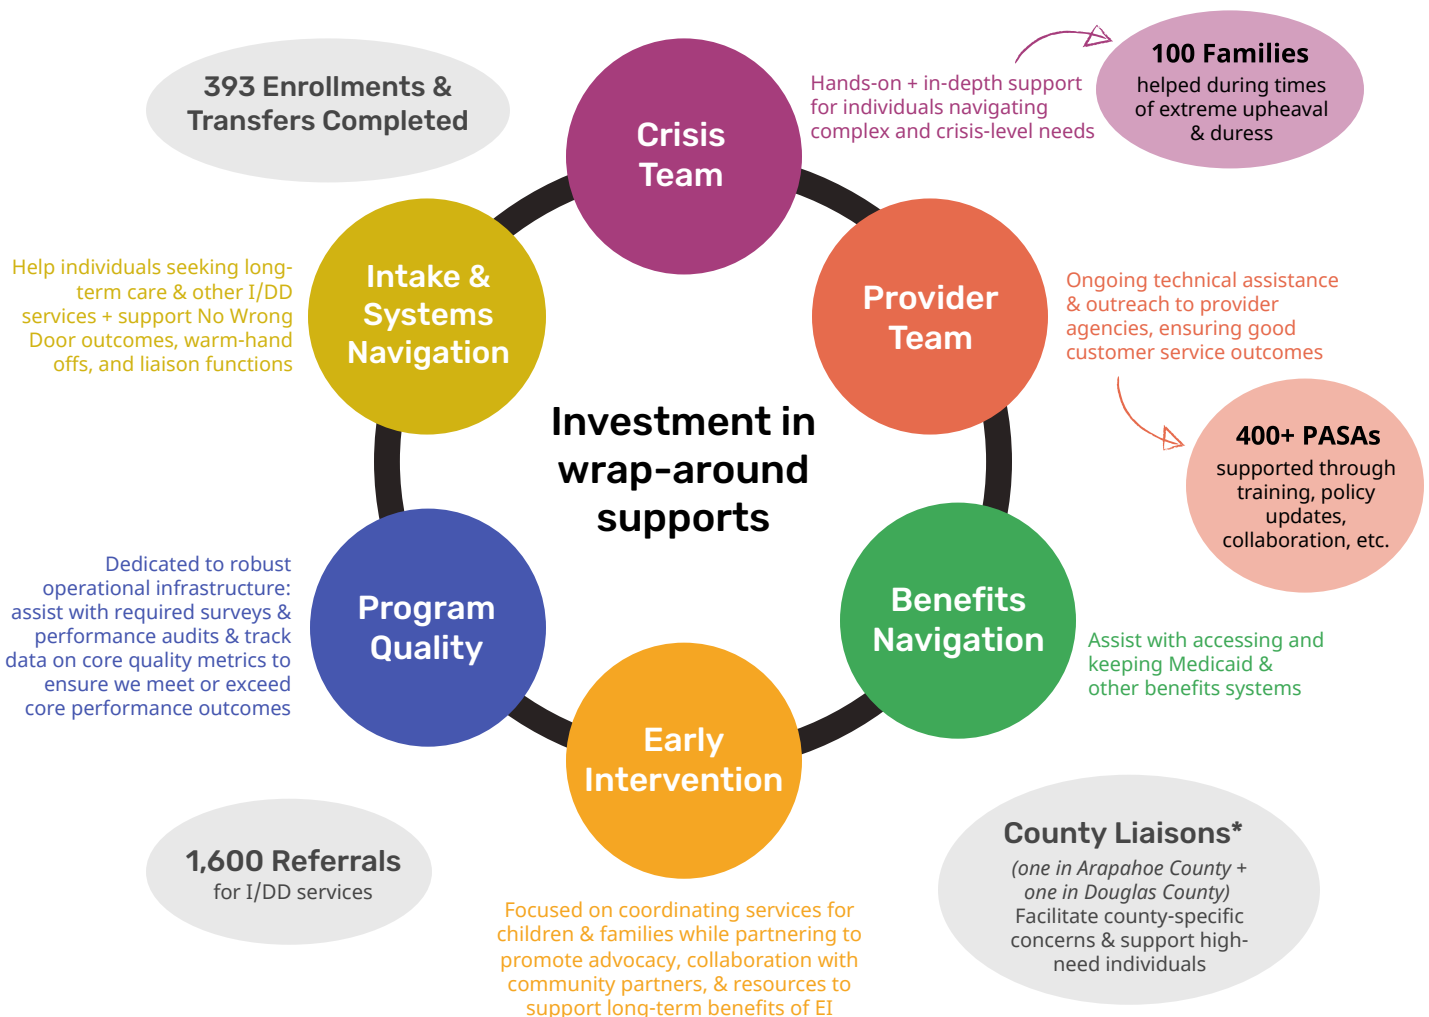 393 Enrollments &
Transfers Completed
Crisis
Team
Hands-on + in-depth support
for individuals navigating
complex and crisis-level needs
100 Families
helped during times
of extreme upheaval
& duress
Intake &
Systems
Navigation
Help individuals seeking long-
term care & other I/DD
services + support No Wrong
Door outcomes, warm-hand
offs, and liaison functions
Provider
Team
Ongoing technical assistance
& outreach to provider
agencies, ensuring good
customer service outcomes
400+ PASAs
supported through
training, policy
updates,
collaboration, etc.
Investment in
wrap-around
supports
Program
Quality
Dedicated to robust
operational infrastructure:
assist with required surveys &
performance audits & track
data on core quality metrics to
ensure we meet or exceed
core performance outcomes
Benefits
Navigation
Assist with accessing and
keeping Medicaid &
other benefits systems
Early
Intervention
Focused on coordinating services for
children & families while partnering to
promote advocacy, collaboration with
community partners, & resources to
support long-term benefits of EI
1,600 Referrals
for I/DD services
County Liaisons*
(one in Arapahoe County +
one in Douglas County)
Facilitate county-specific
concerns & support high-
need individuals